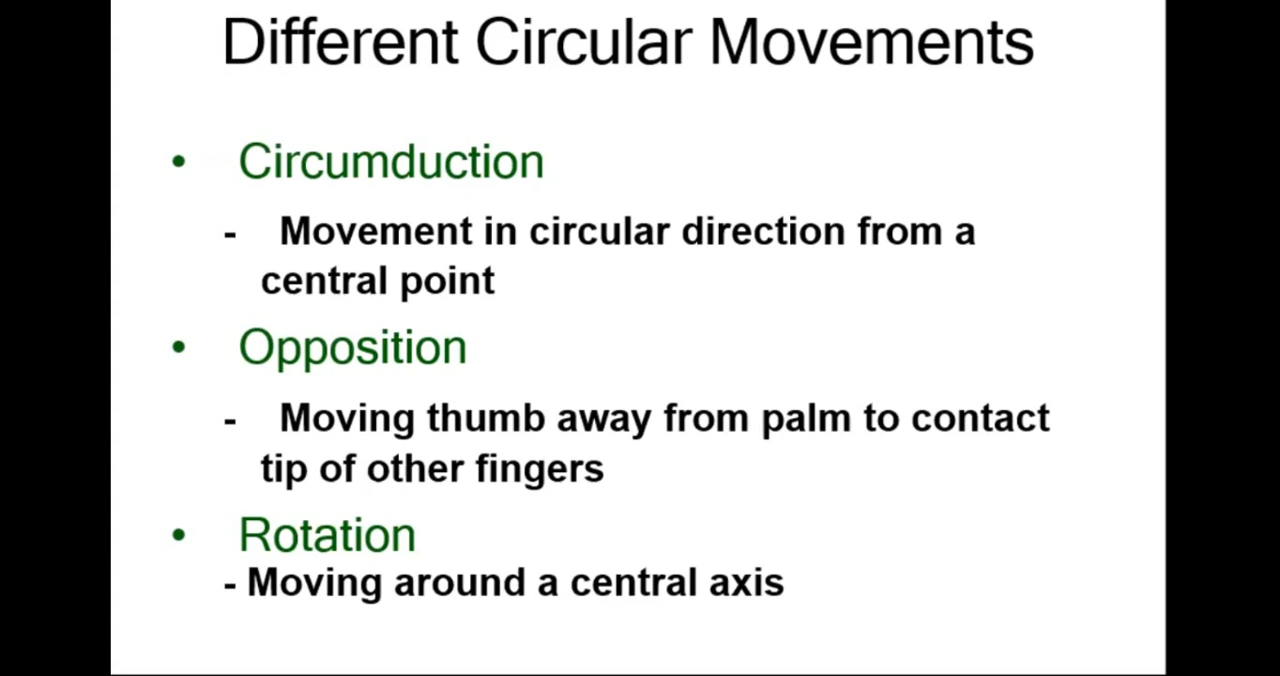 Different Circular Movements
• Circumduction
- Movement in circular direction from a
central point
• Opposition
- Moving thumb away from palm to contact
tip of other fingers
• Rotation
- Moving around a central axis